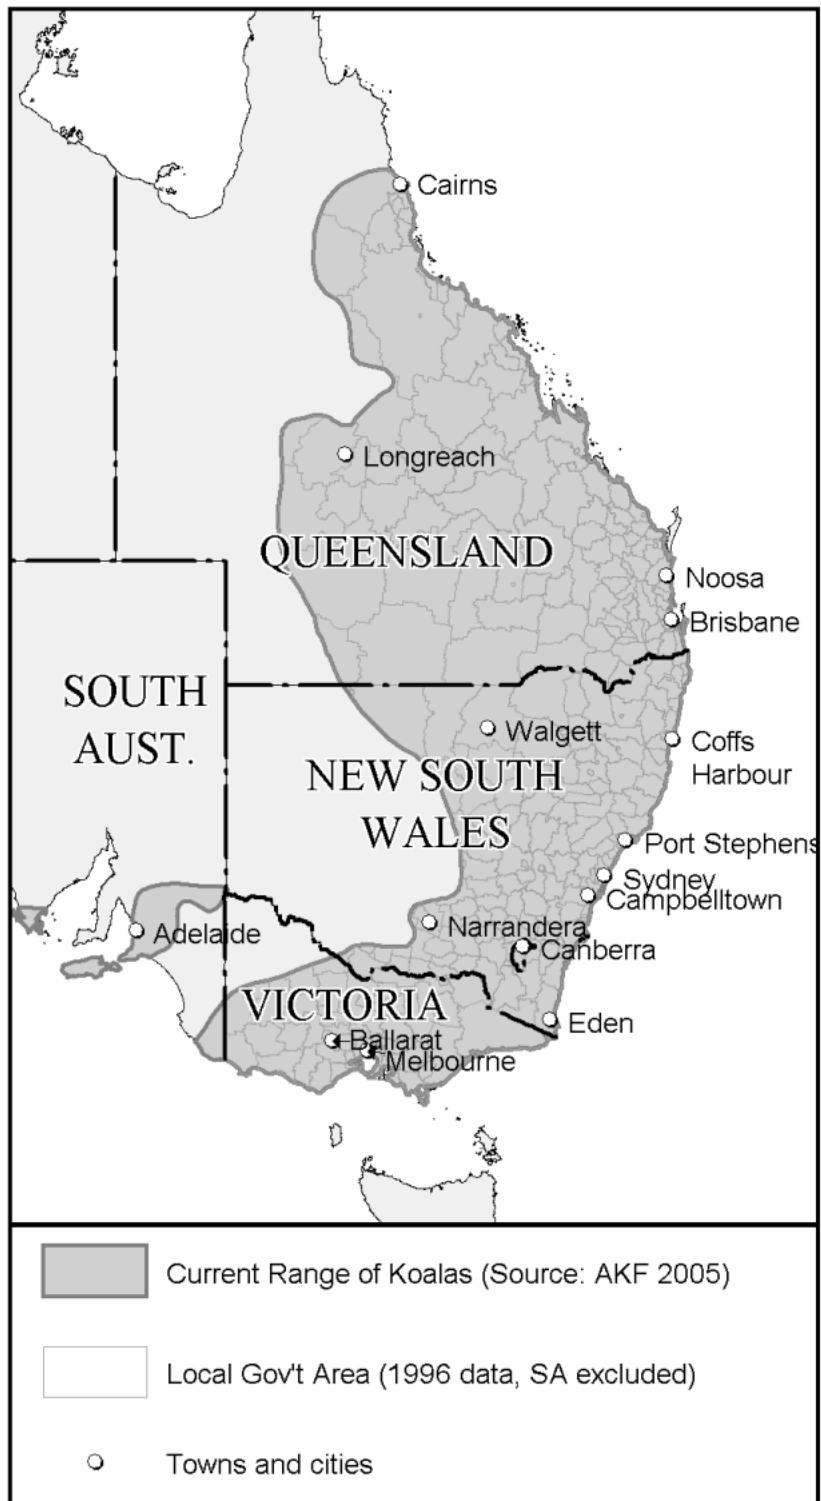 Cairns
Longreach
QUEENSLAND
Noosa
Brisbane
SOUTH
AUST.
Walgett
Coffs
Harbour
NEW SOUTH
WALES
Port Stephens
Sydney
Campbelltown
Narrandera
Adelaide
Canberra
VICTORIA
Eden
Ballarat
Melbourne
Current Range of Koalas (Source: AKF 2005)
Local Gov't Area (1996 data, SA excluded)
Towns and cities